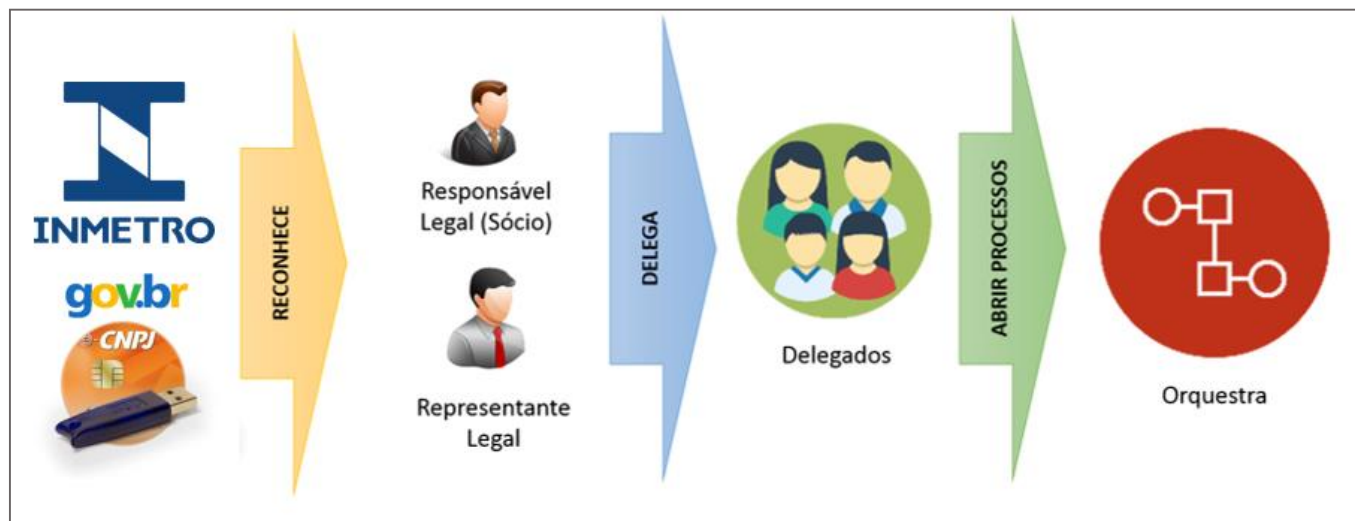 INMETRO
gov.br
e-CNPJ
RECONHECE
Responsável
Legal (Sócio)
Representante
Legal
DELEGA
Delegados
ABRIR PROCESSOS
Orquestra